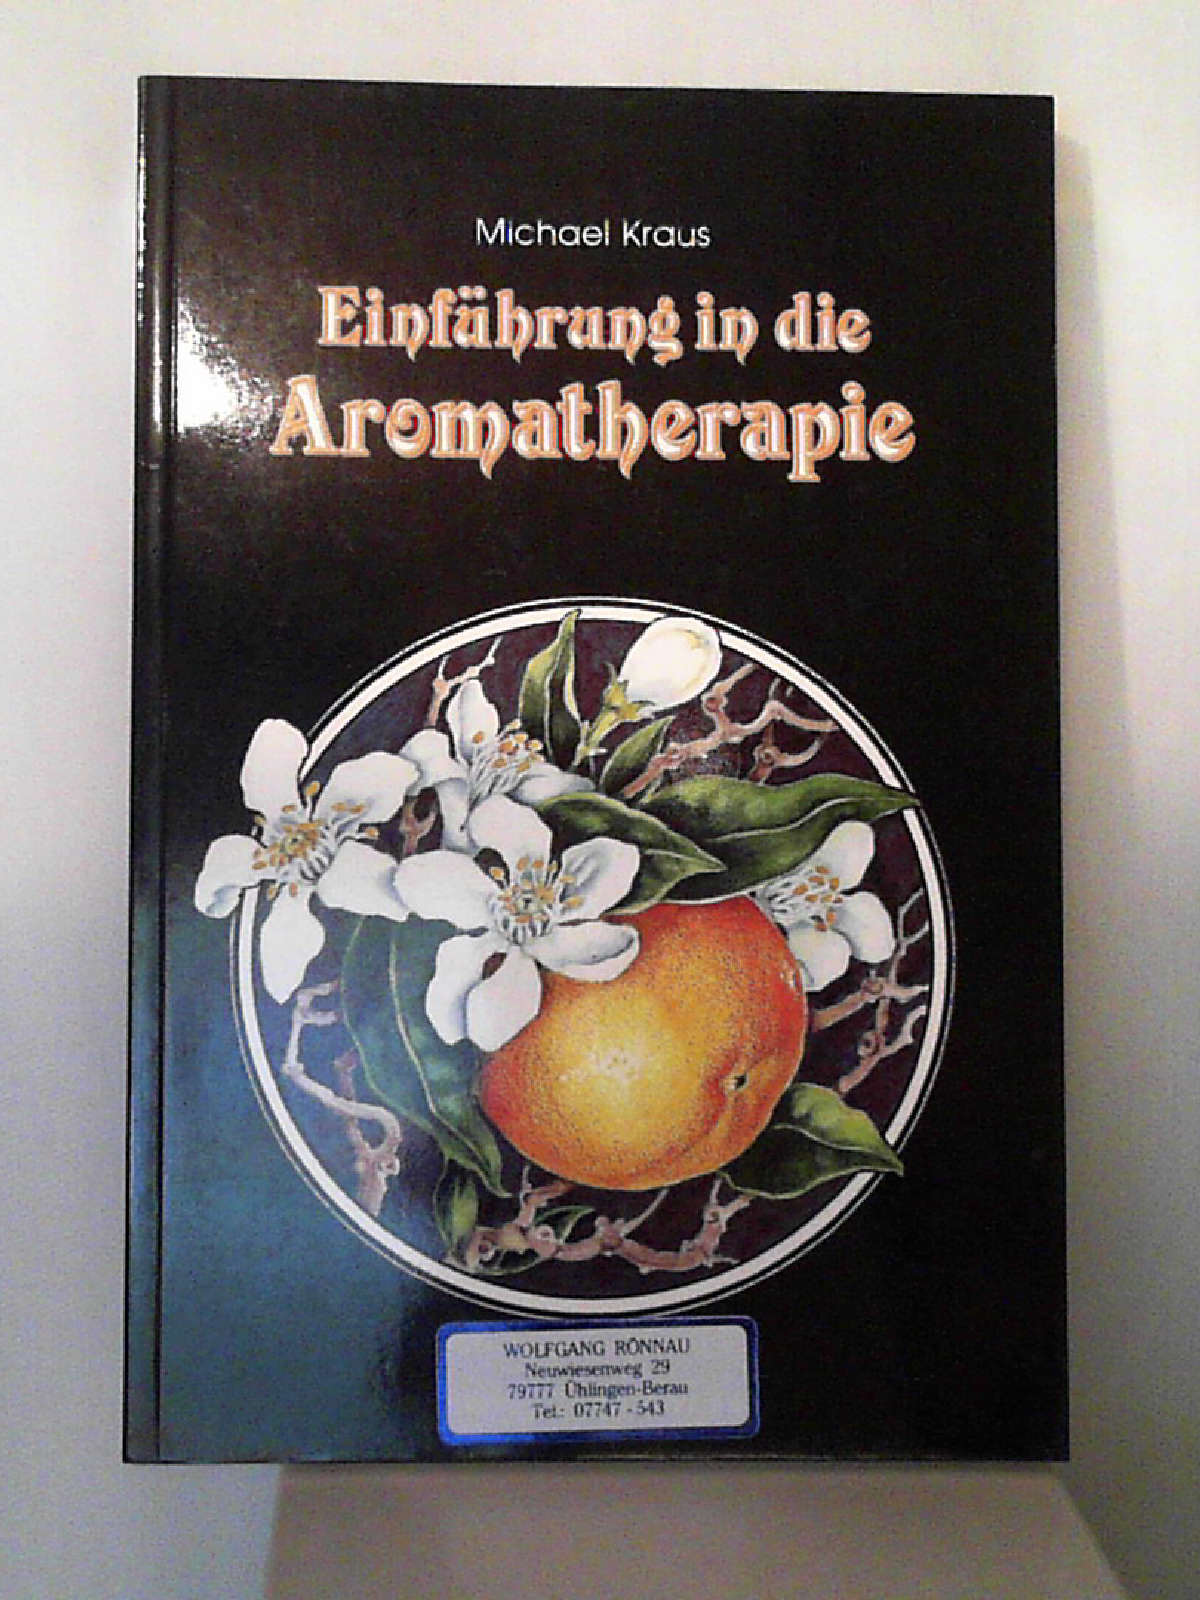 Michael Kraus
Einführung in die
Aromatherapie
WOLFGANG RÖNNAU
Neuwiesenweg 29
79777 Ühlingen-Berau
Tel.: 07747 - 543